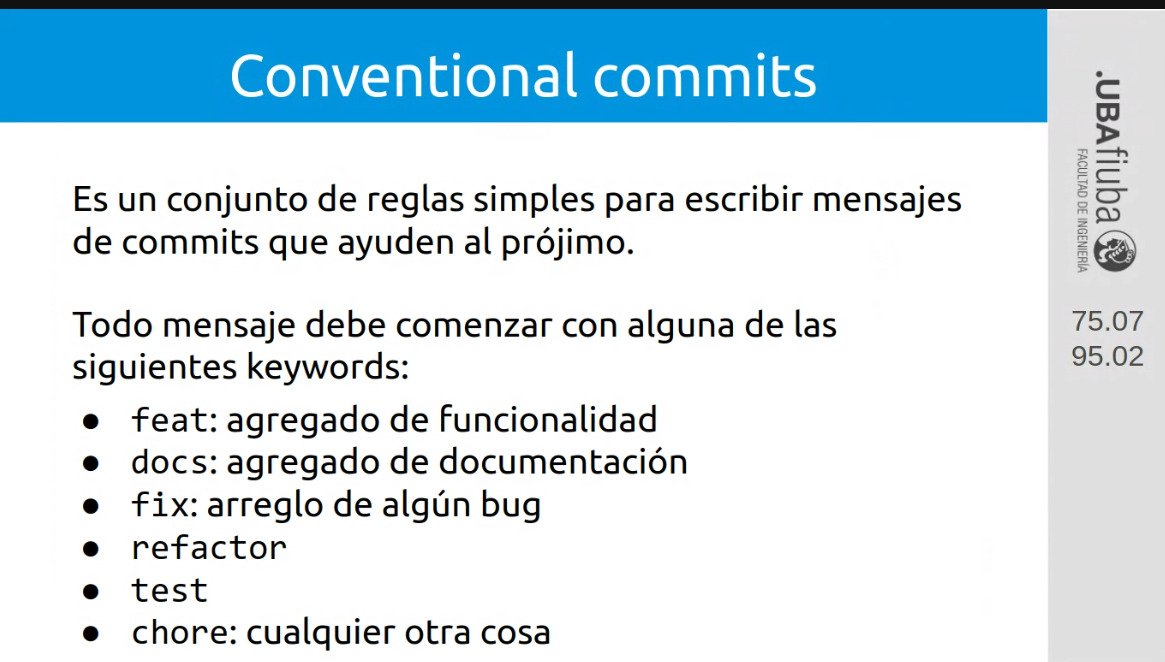 Conventional commits
Es un conjunto de reglas simples para escribir mensajes
de commits que ayuden al prójimo.
Todo mensaje debe comenzar con alguna de las
siguientes keywords:
● feat: agregado de funcionalidad
● docs: agregado de documentación
● fix: arreglo de algún bug
● refactor
● test
● chore: cualquier otra cosa
.UBAfiuba
FACULTAD DE INGENIERÍA
75.07
95.02